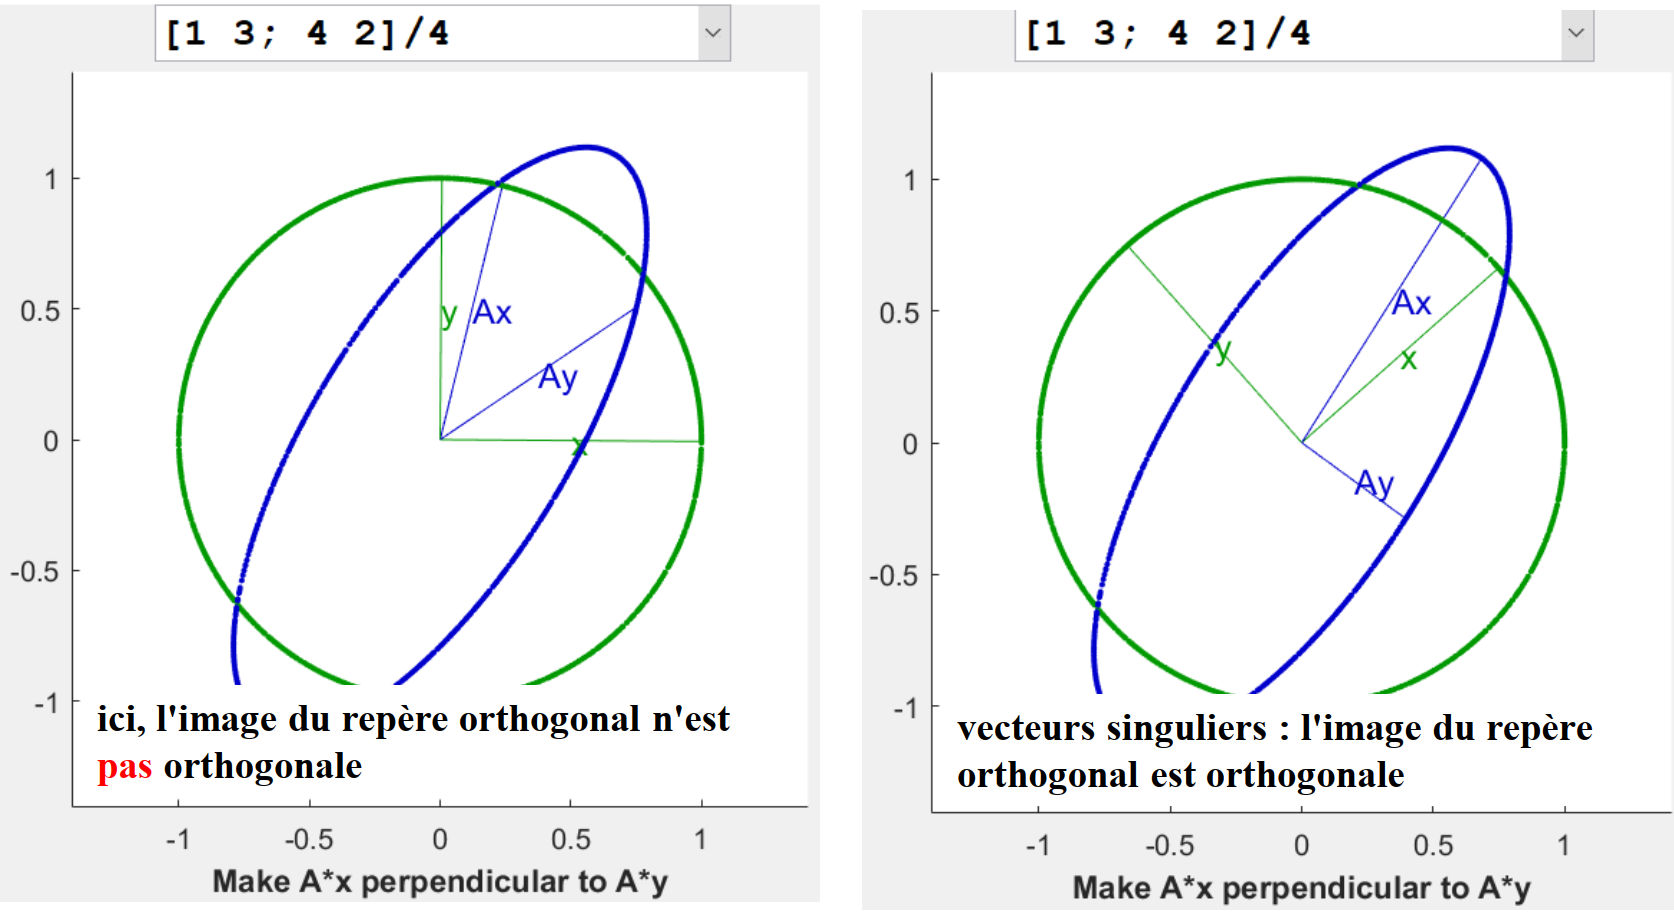 [1 3; 4 2]/4
1
0.5
0
-0.5
-1
y
Ax
Ay
x
ici, l'image du repère orthogonal n'est
pas orthogonale
-1 -0.5 0 0.5 1
Make A*x perpendicular to A*y
[1 3; 4 2]/4
1
0.5
0
-0.5
-1
Ax
y
x
Ay
vecteurs singuliers : l'image du repère
orthogonal est orthogonale
-1 -0.5 0 0.5 1
Make A*x perpendicular to A*y